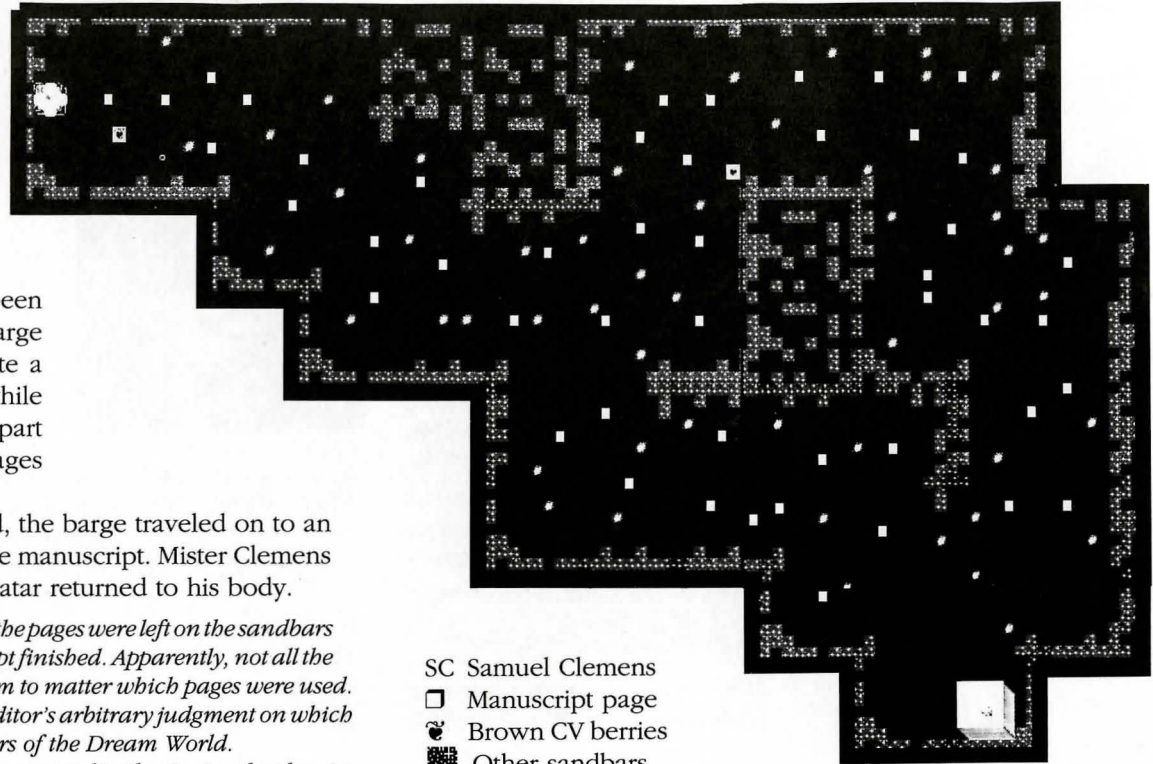 een
arge
te a
hile
part
ages
l, the barge traveled on to an
e manuscript. Mister Clemens
atar returned to his body.
the pages were left on the sandbars
pt finished. Apparently, not all the
m to matter which pages were used.
ditor's arbitrary judgment on which
rs of the Dream World.
SC Samuel Clemens
Manuscript page
Brown CV berries
Other sandbars